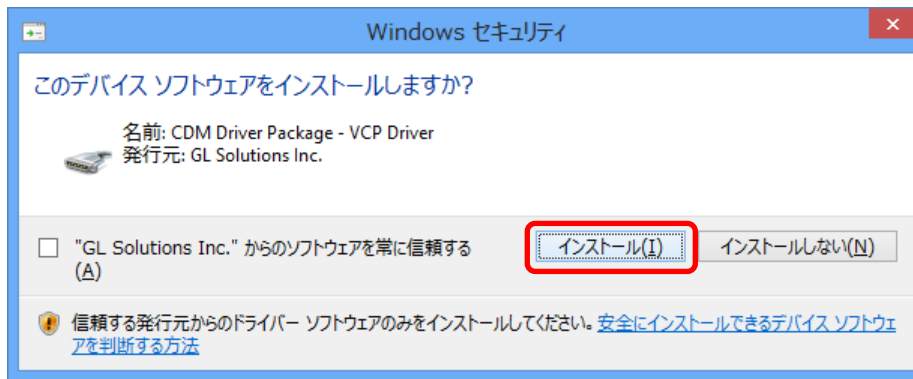 Windows セキュリティ
このデバイス ソフトウェアをインストールしますか?
名前: CDM Driver Package - VCP Driver
発行元: GL Solutions Inc.
"GL Solutions Inc." からのソフトウェアを常に信頼する
(A)
インストール(I)
インストールしない(N)
信頼する発行元からのドライバー ソフトウェアのみをインストールしてください。安全にインストールできるデバイス ソフトウェ
アを判断する方法